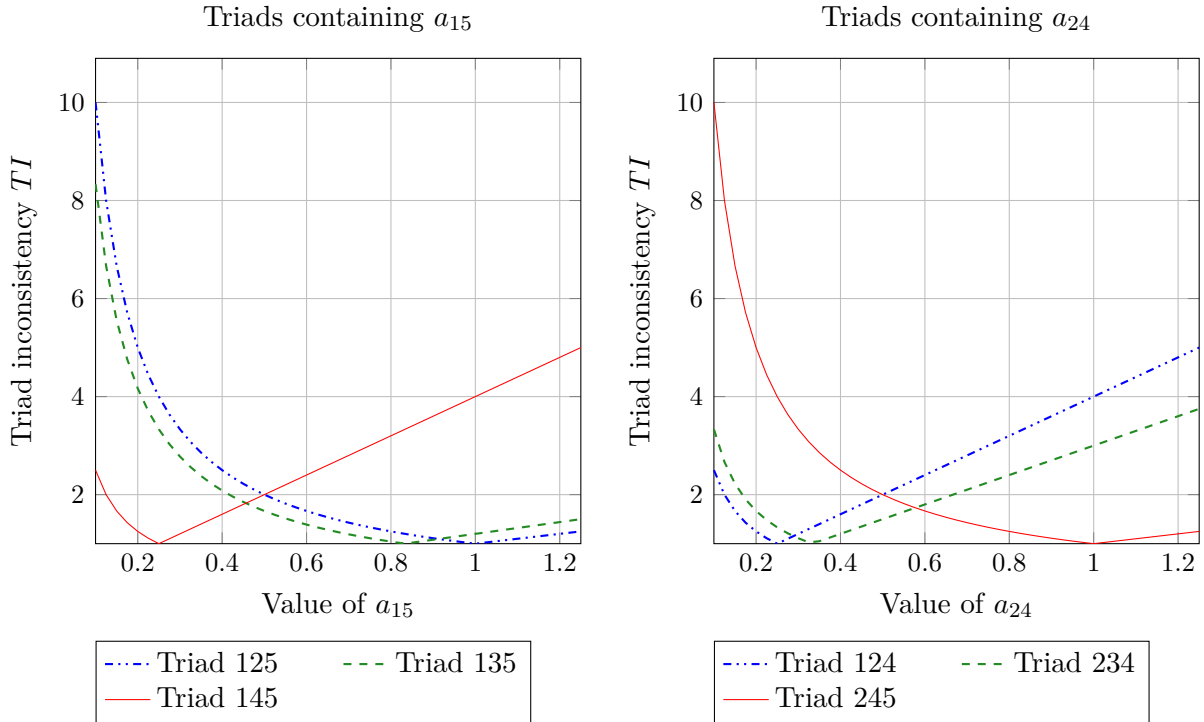 Triads containing a₁₅
Triad inconsistency TI
10
8
6
4
2
0.2 0.4 0.6 0.8 1 1.2
Value of a₁₅
Triad 125 Triad 135
Triad 145
Triads containing a₂₄
Triad inconsistency TI
10
8
6
4
2
0.2 0.4 0.6 0.8 1 1.2
Value of a₂₄
Triad 124 Triad 234
Triad 245